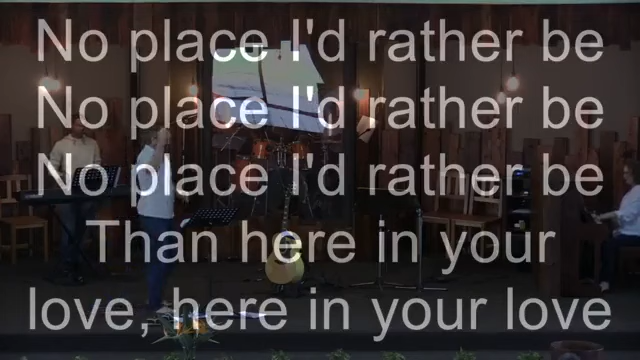 No place I'd rather be
No place I'd rather be
No place I'd rather be
Than here in your
love, here in your love